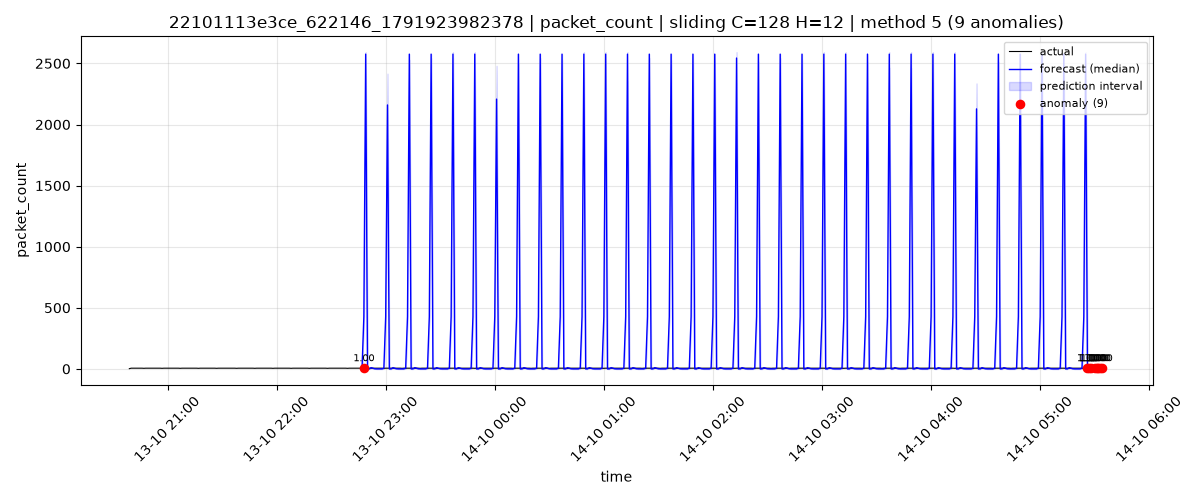 22101113e3ce_622146_1791923982378 | packet_count | sliding C=128 H=12 | method 5 (9 anomalies)
actual
forecast (median)
prediction interval
anomaly (9)
packet_count
2500
2000
1500
1000
500
0
1.00
13-10 21:00
13-10 22:00
13-10 23:00
14-10 00:00
14-10 01:00
14-10 02:00
14-10 03:00
14-10 04:00
14-10 05:00
14-10 06:00
time